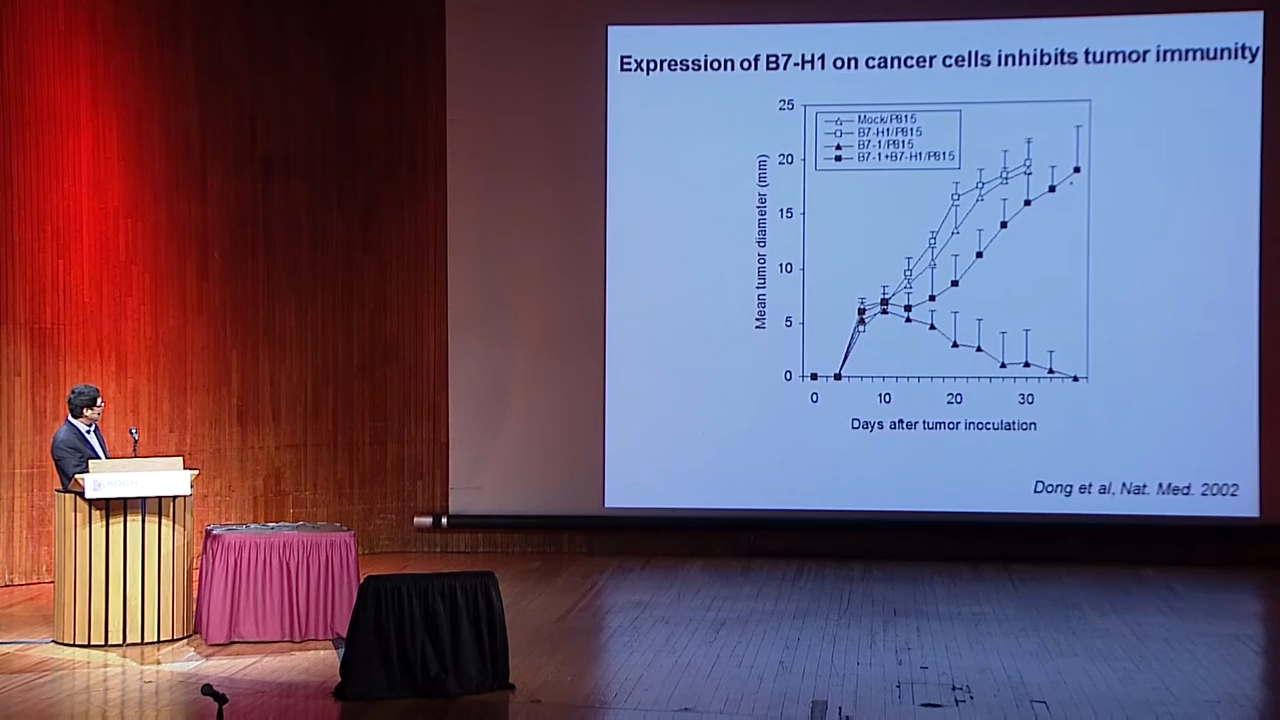 Expression of B7-H1 on cancer cells inhibits tumor immunity
25
Mock/P815
B7-H1/P815
B7-1/P815
B7-1+B7-H1/P815
20
15
10
5
0
Mean tumor diameter (mm)
0 10 20 30
Days after tumor inoculation
Dong et al, Nat. Med. 2002